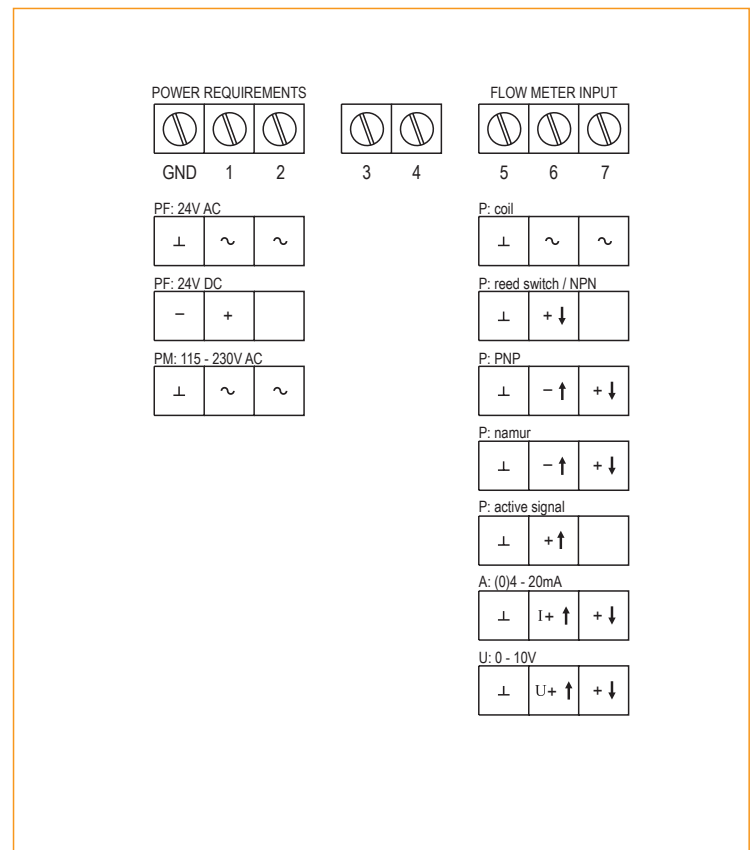 POWER REQUIREMENTS
FLOW METER INPUT
GND 1 2 3 4 5 6 7
PF: 24V AC
⊥ ~ ~
PF: 24V DC
− +
PM: 115 - 230V AC
⊥ ~ ~
P: coil
⊥ ~ ~
P: reed switch / NPN
⊥ +↓
P: PNP
⊥ −↑ +↓
P: namur
⊥ −↑ +↓
P: active signal
⊥ +↑
A: (0)4 - 20mA
⊥ I+ ↑ +↓
U: 0 - 10V
⊥ U+ ↑ +↓